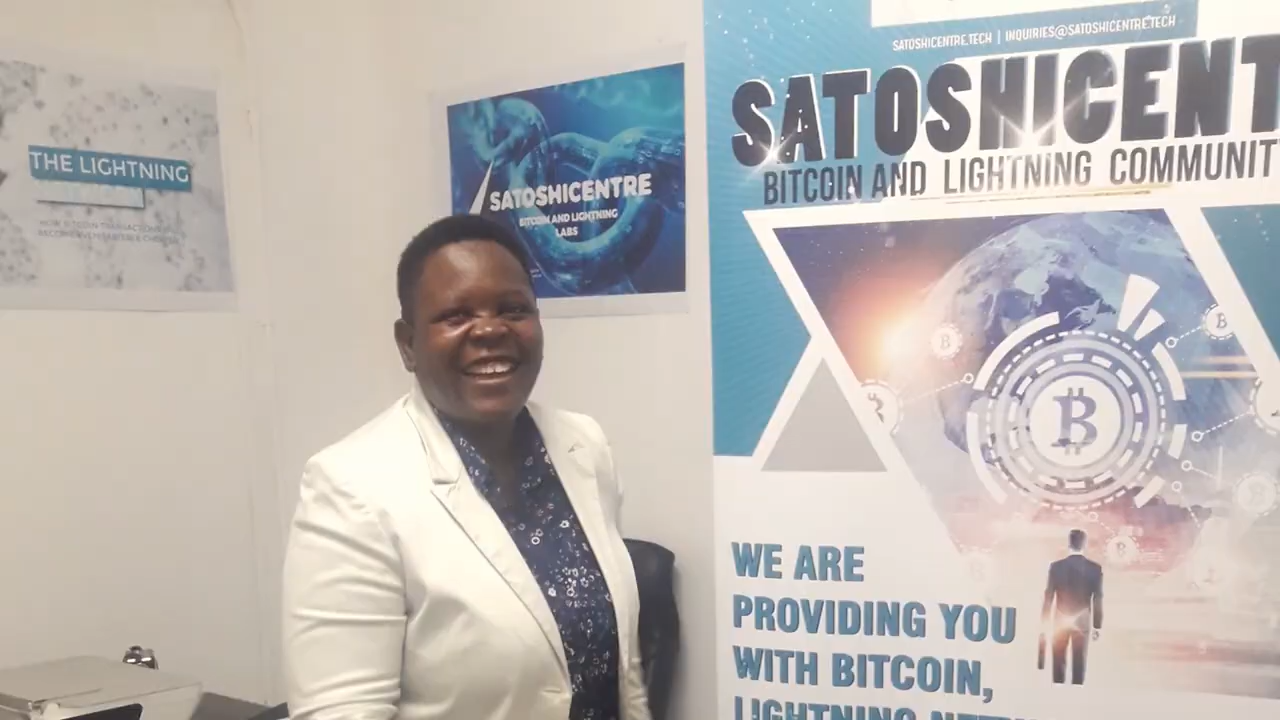 THE LIGHTNING
SATOSHICENTRE
BITCOIN AND LIGHTNING
LABS
SATOSHICENTRE.TECH | INQUIRIES@SATOSHICENTRE.TECH
SATOSHICENT
BITCOIN AND LIGHTNING COMMUNIT
WE ARE
PROVIDING YOU
WITH BITCOIN,
LIGHTNING